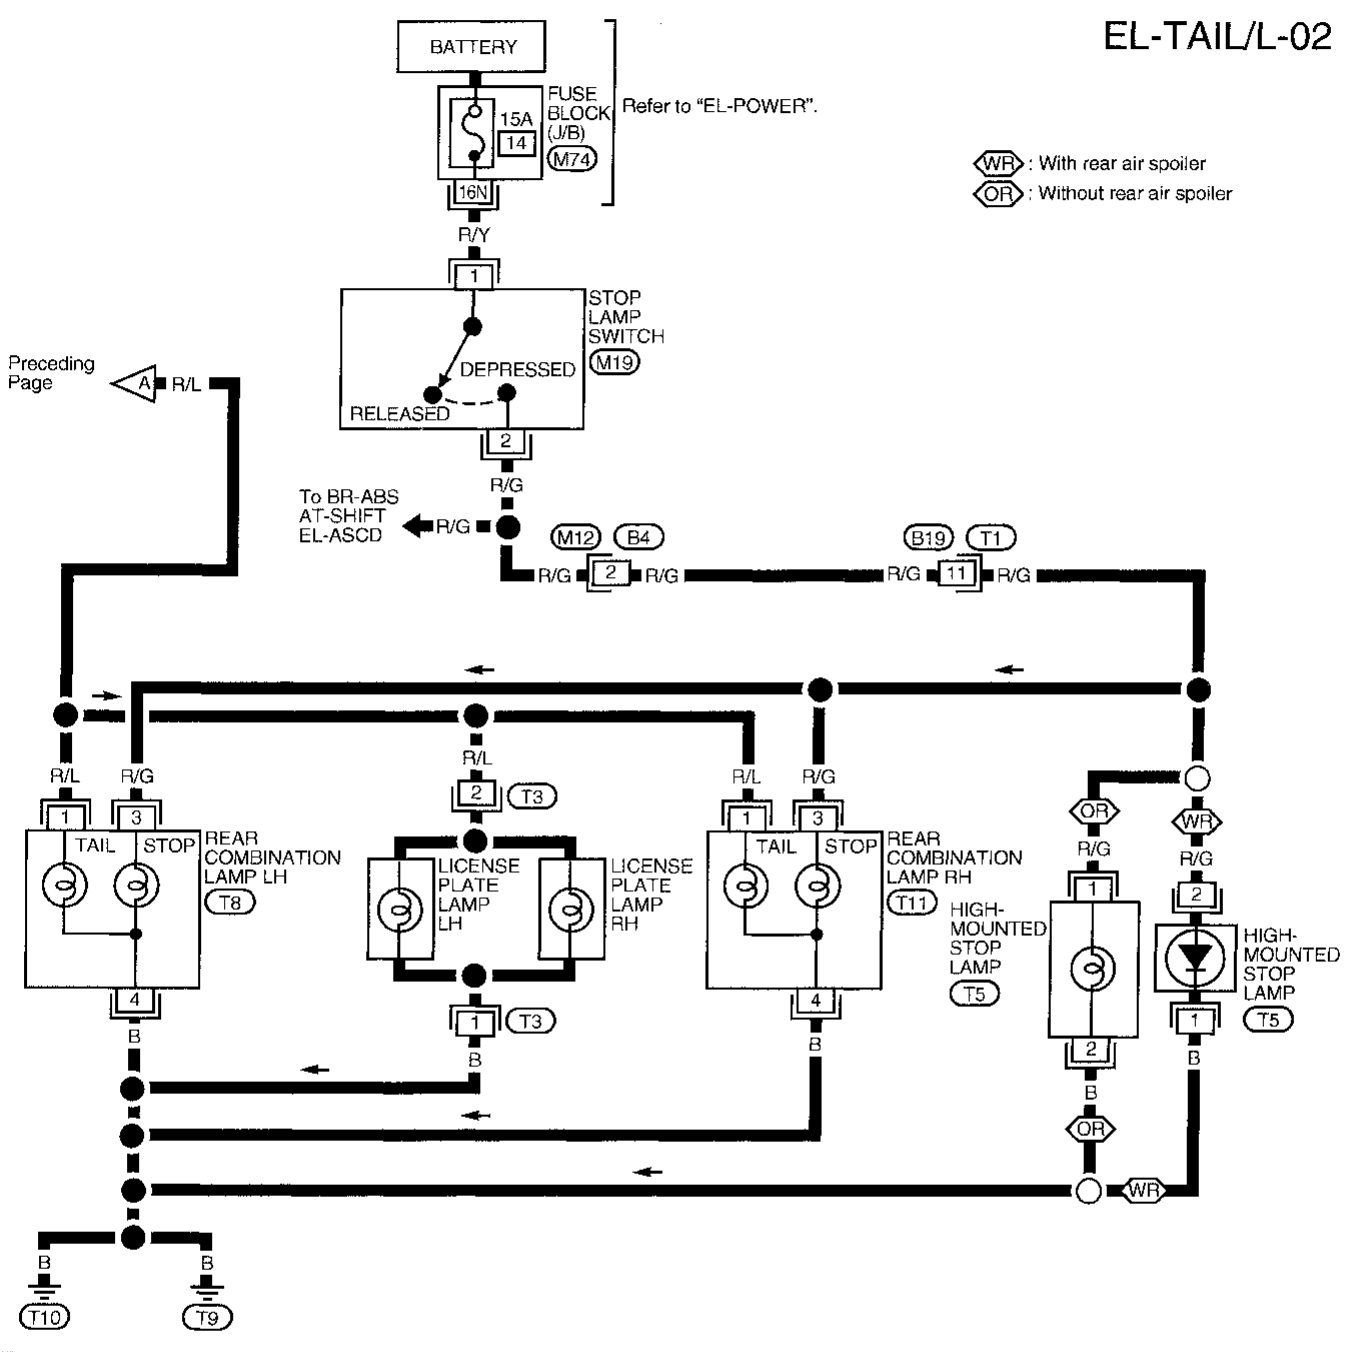 EL-TAIL/L-02
BATTERY
FUSE
BLOCK
(J/B)
M74
15A
14
Refer to "EL-POWER".
16N
WR : With rear air spoiler
OR : Without rear air spoiler
R/Y
1
STOP
LAMP
SWITCH
M19
DEPRESSED
RELEASED
2
Preceding
Page
A
R/L
R/G
To BR-ABS
AT-SHIFT
EL-ASCD
R/G
M12
B4
B19
T1
R/G
2
R/G
R/G
11
R/G
R/L
R/G
R/L
R/L
R/G
1
3
2
T3
1
3
TAIL
STOP
REAR
COMBINATION
LAMP LH
T8
LICENSE
PLATE
LAMP
LH
LICENSE
PLATE
LAMP
RH
TAIL
STOP
REAR
COMBINATION
LAMP RH
T11
OR
WR
R/G
R/G
1
2
HIGH-
MOUNTED
STOP
LAMP
T5
HIGH-
MOUNTED
STOP
LAMP
T5
4
1
T3
4
2
1
B
B
B
B
B
OR
WR
B
B
T10
T9